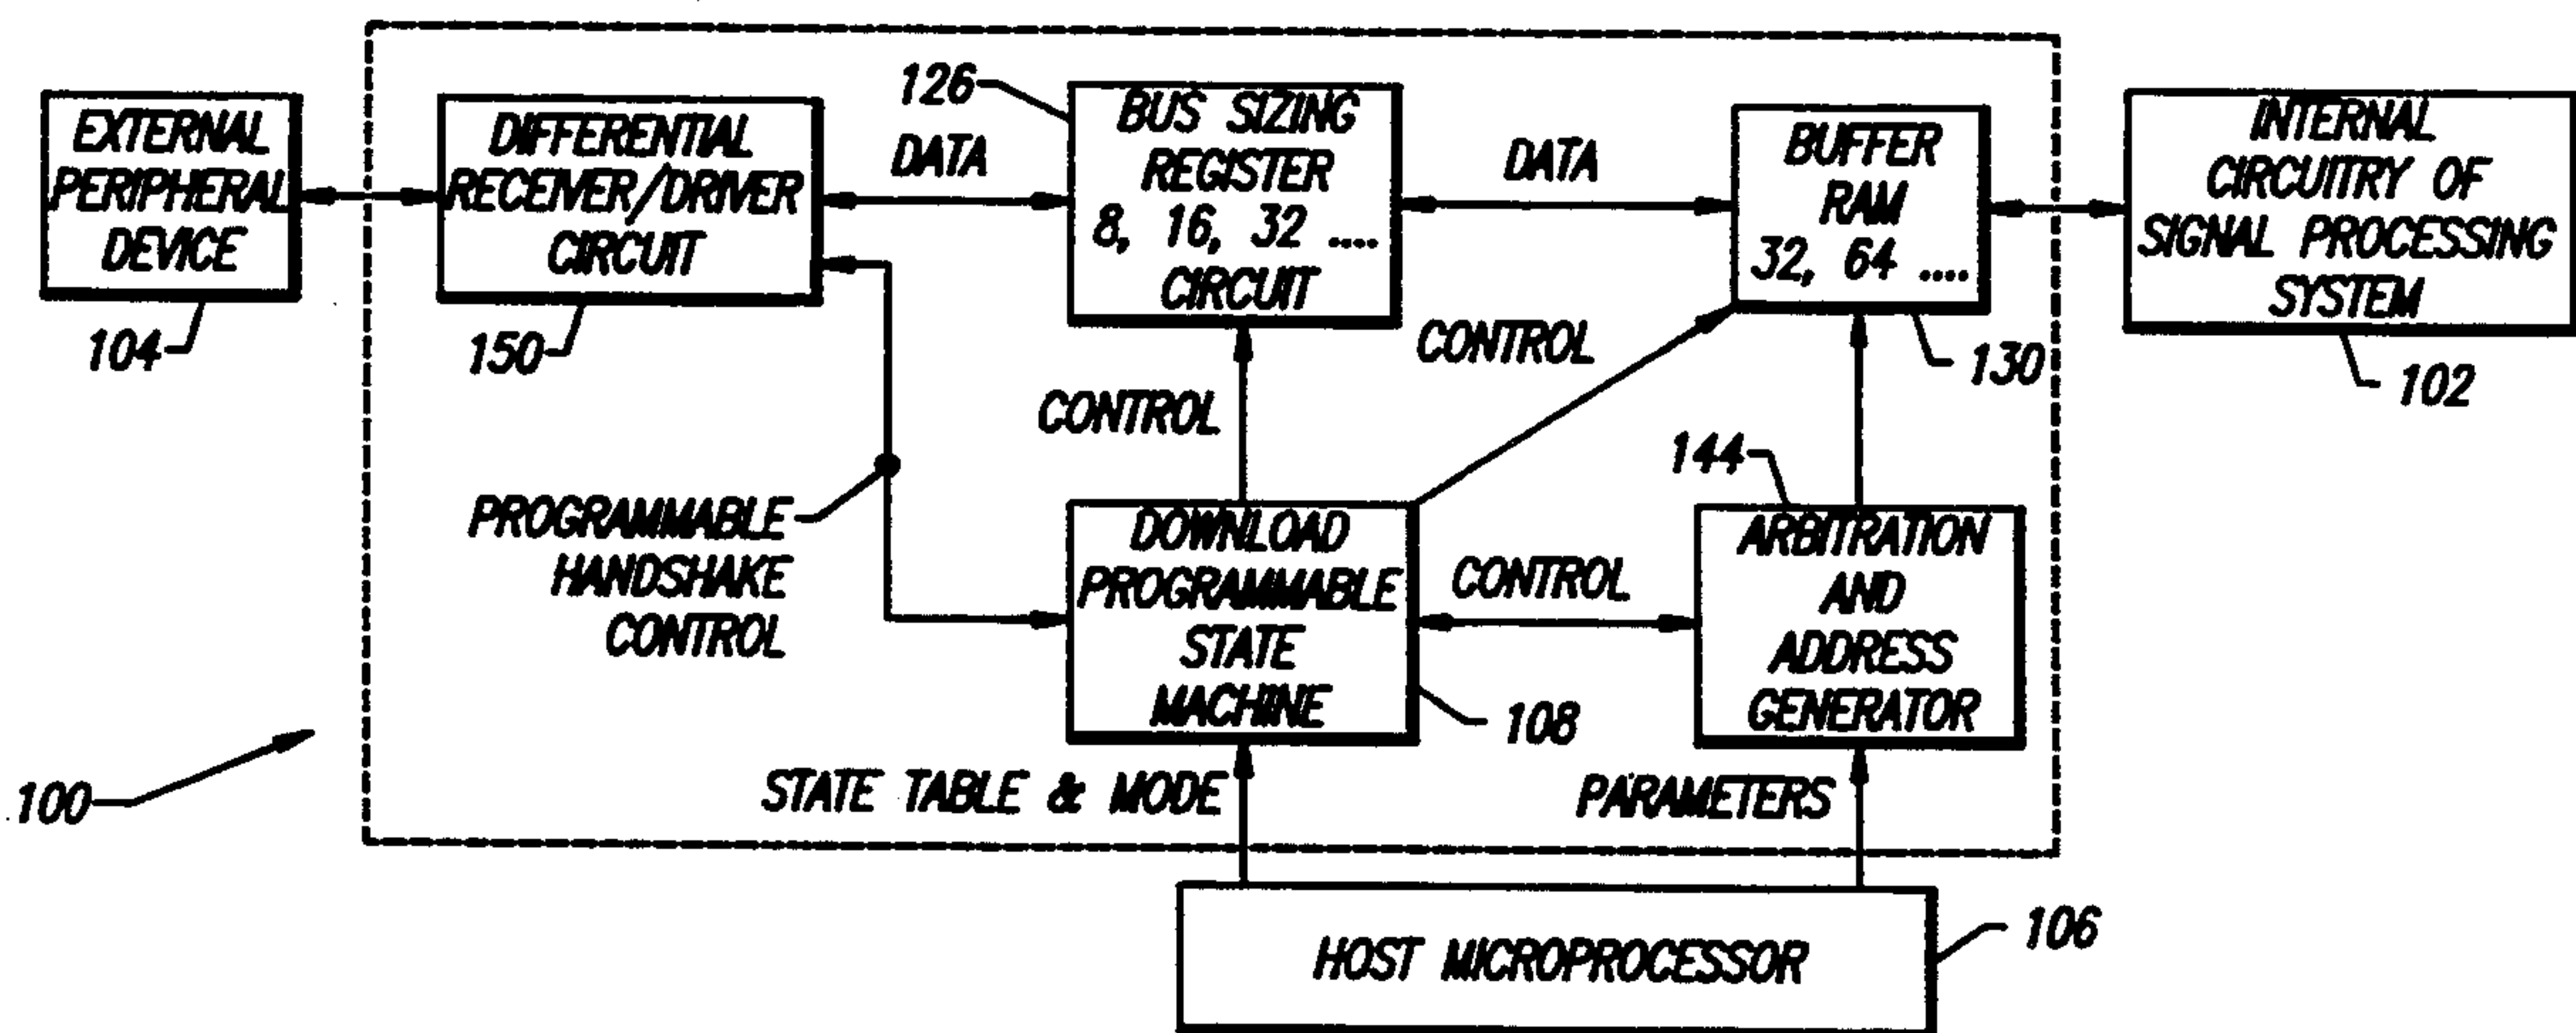 EXTERNAL
PERIPHERAL
DEVICE
104
DIFFERENTIAL
RECEIVER/DRIVER
CIRCUIT
150
DATA
126
BUS SIZING
REGISTER
8, 16, 32 ....
CIRCUIT
DATA
BUFFER
RAM
32, 64 ....
130
INTERNAL
CIRCUITRY OF
SIGNAL PROCESSING
SYSTEM
102
CONTROL
CONTROL
PROGRAMMABLE
HANDSHAKE
CONTROL
DOWNLOAD
PROGRAMMABLE
STATE
MACHINE
108
CONTROL
144
ARBITRATION
AND
ADDRESS
GENERATOR
100
STATE TABLE & MODE
PARAMETERS
HOST MICROPROCESSOR
106